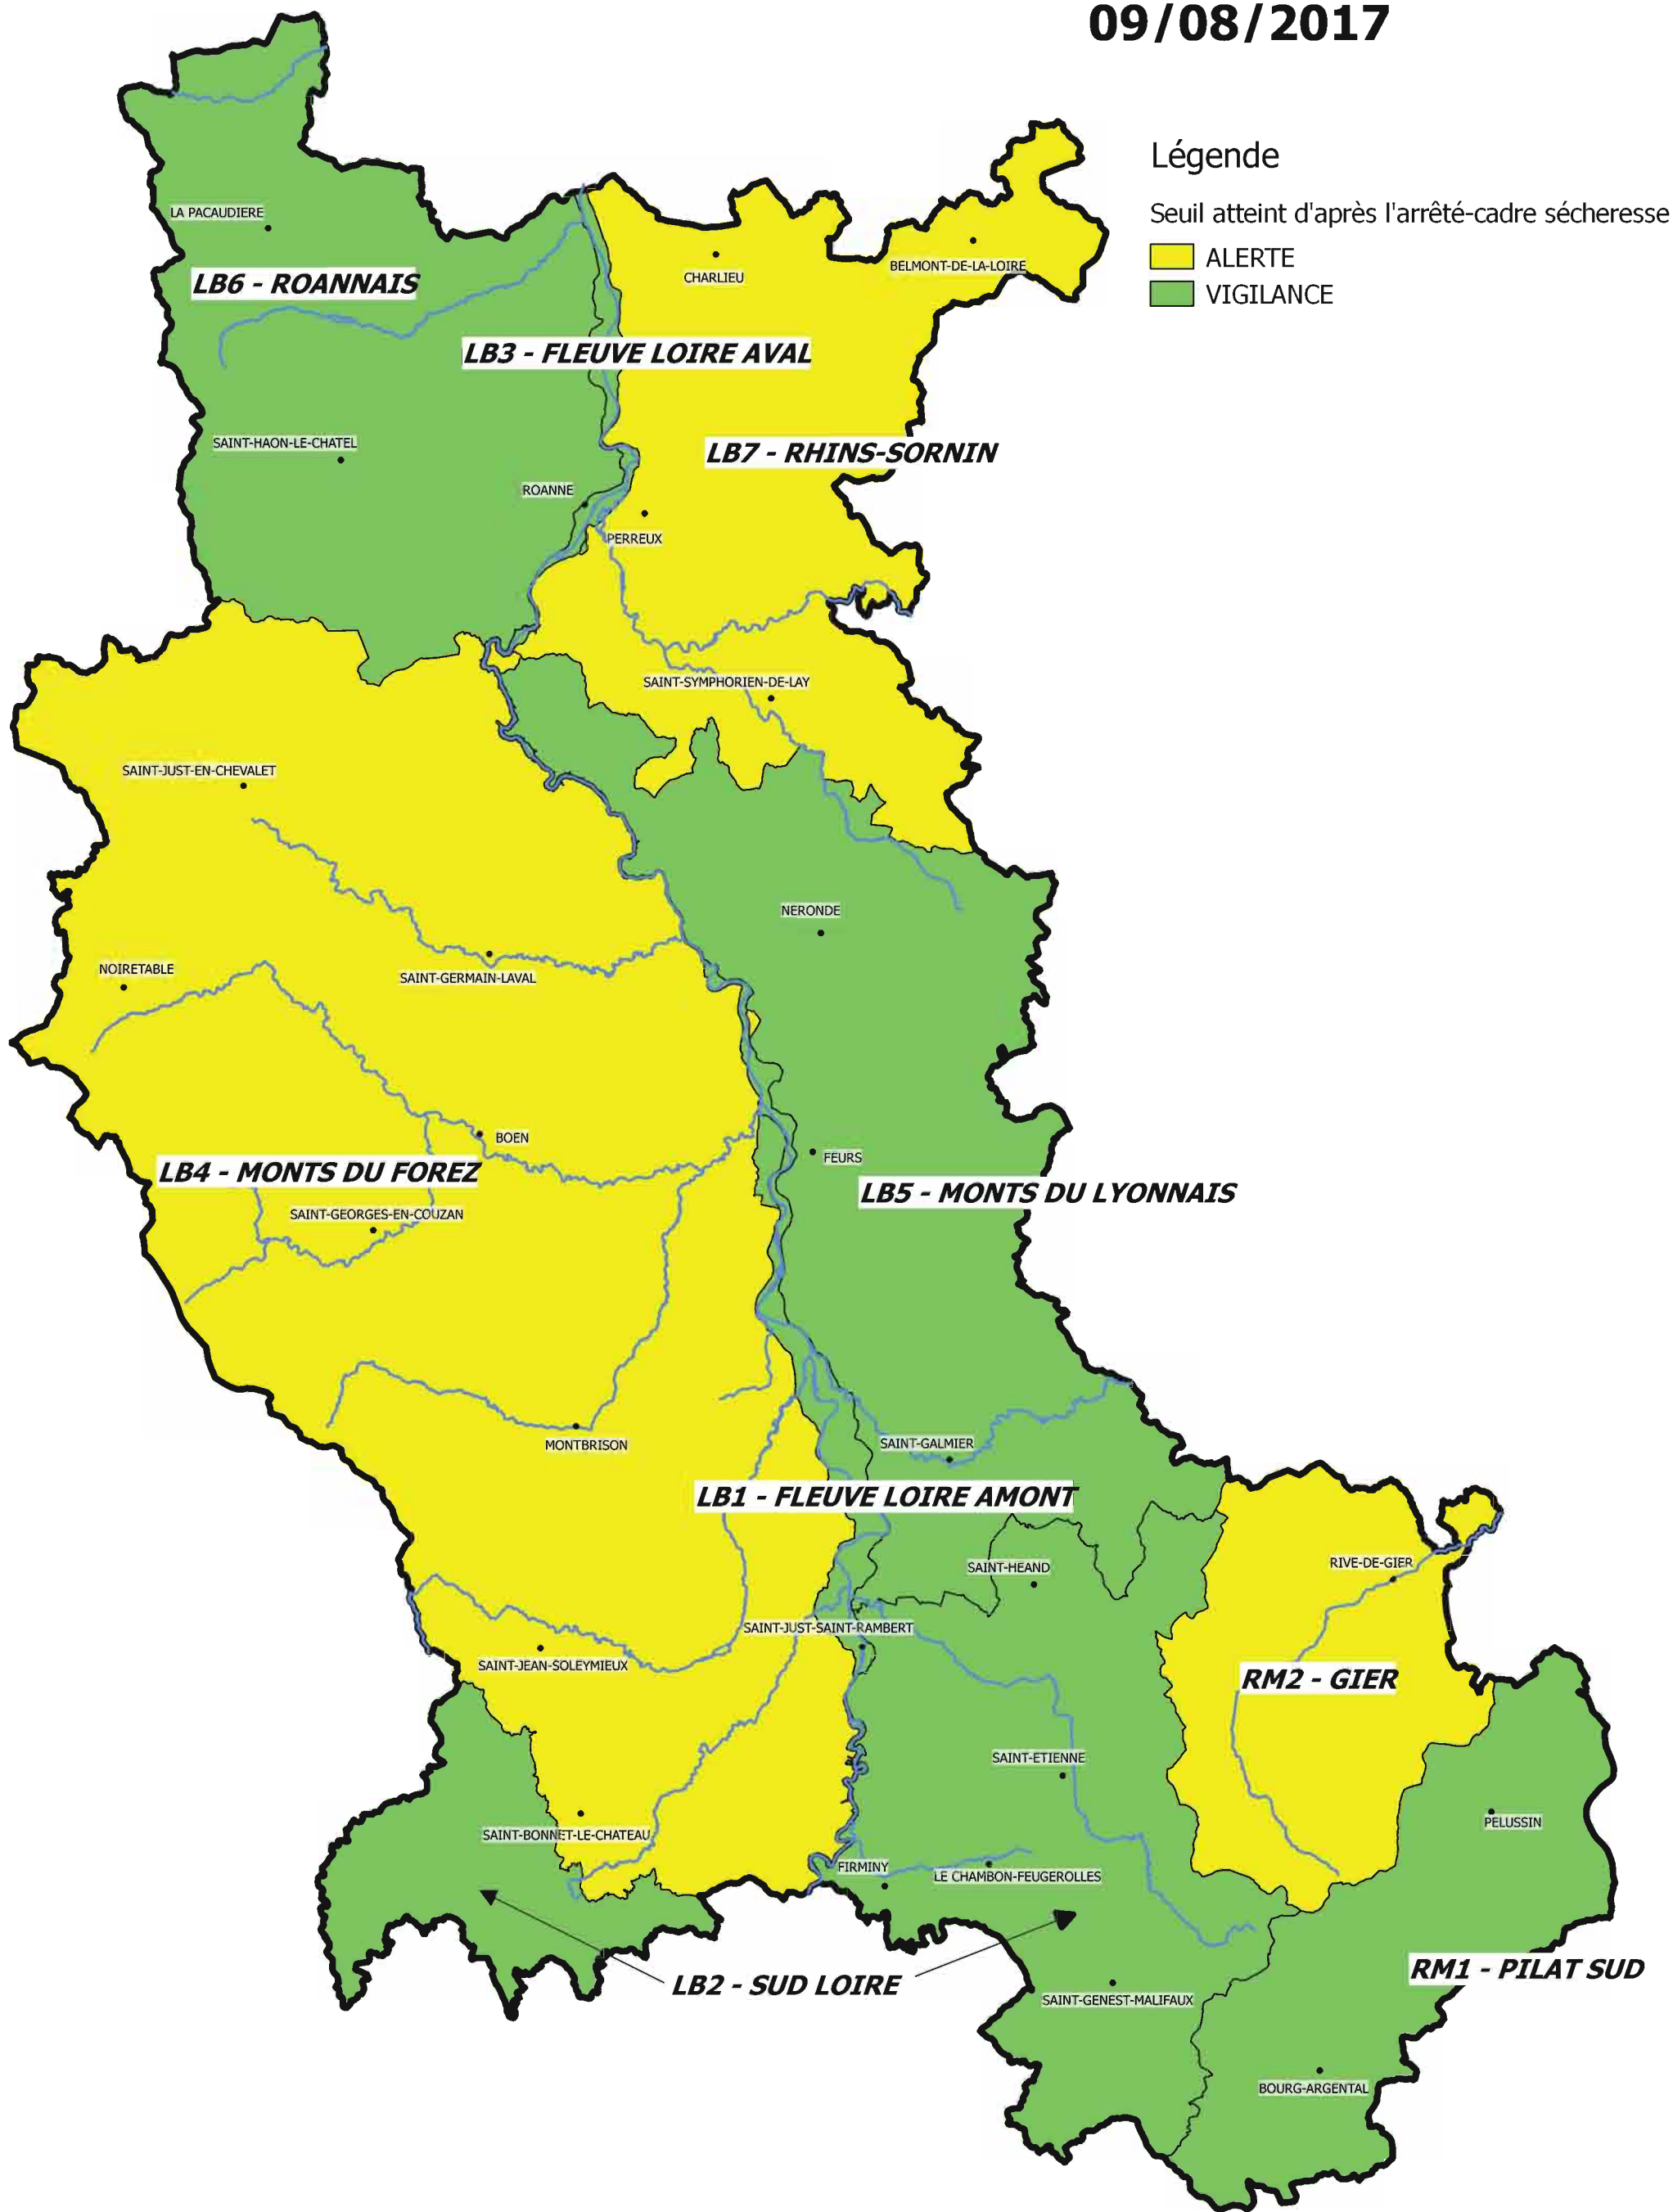 09/08/2017
Légende
Seuil atteint d'après l'arrêté-cadre sécheresse
ALERTE
VIGILANCE
LA PACAUDIERE
BELMONT-DE-LA-LOIRE
CHARLIEU
LB6 - ROANNAIS
LB3 - FLEUVE LOIRE AVAL
SAINT-HAON-LE-CHATEL
LB7 - RHINS-SORNIN
ROANNE
PERREUX
SAINT-SYMPHORIEN-DE-LAY
SAINT-JUST-EN-CHEVALET
NERONDE
NOIRETABLE
SAINT-GERMAIN-LAVAL
BOEN
FEURS
LB4 - MONTS DU FOREZ
LB5 - MONTS DU LYONNAIS
SAINT-GEORGES-EN-COUZAN
MONTBRISON
SAINT-GALMIER
LB1 - FLEUVE LOIRE AMONT
RIVE-DE-GIER
SAINT-HEAND
SAINT-JUST-SAINT-RAMBERT
SAINT-JEAN-SOLEYMIEUX
RM2 - GIER
SAINT-ETIENNE
PELUSSIN
SAINT-BONNET-LE-CHATEAU
FIRMINY
LE CHAMBON-FEUGEROLLES
RM1 - PILAT SUD
LB2 - SUD LOIRE
SAINT-GENEST-MALIFAUX
BOURG-ARGENTAL